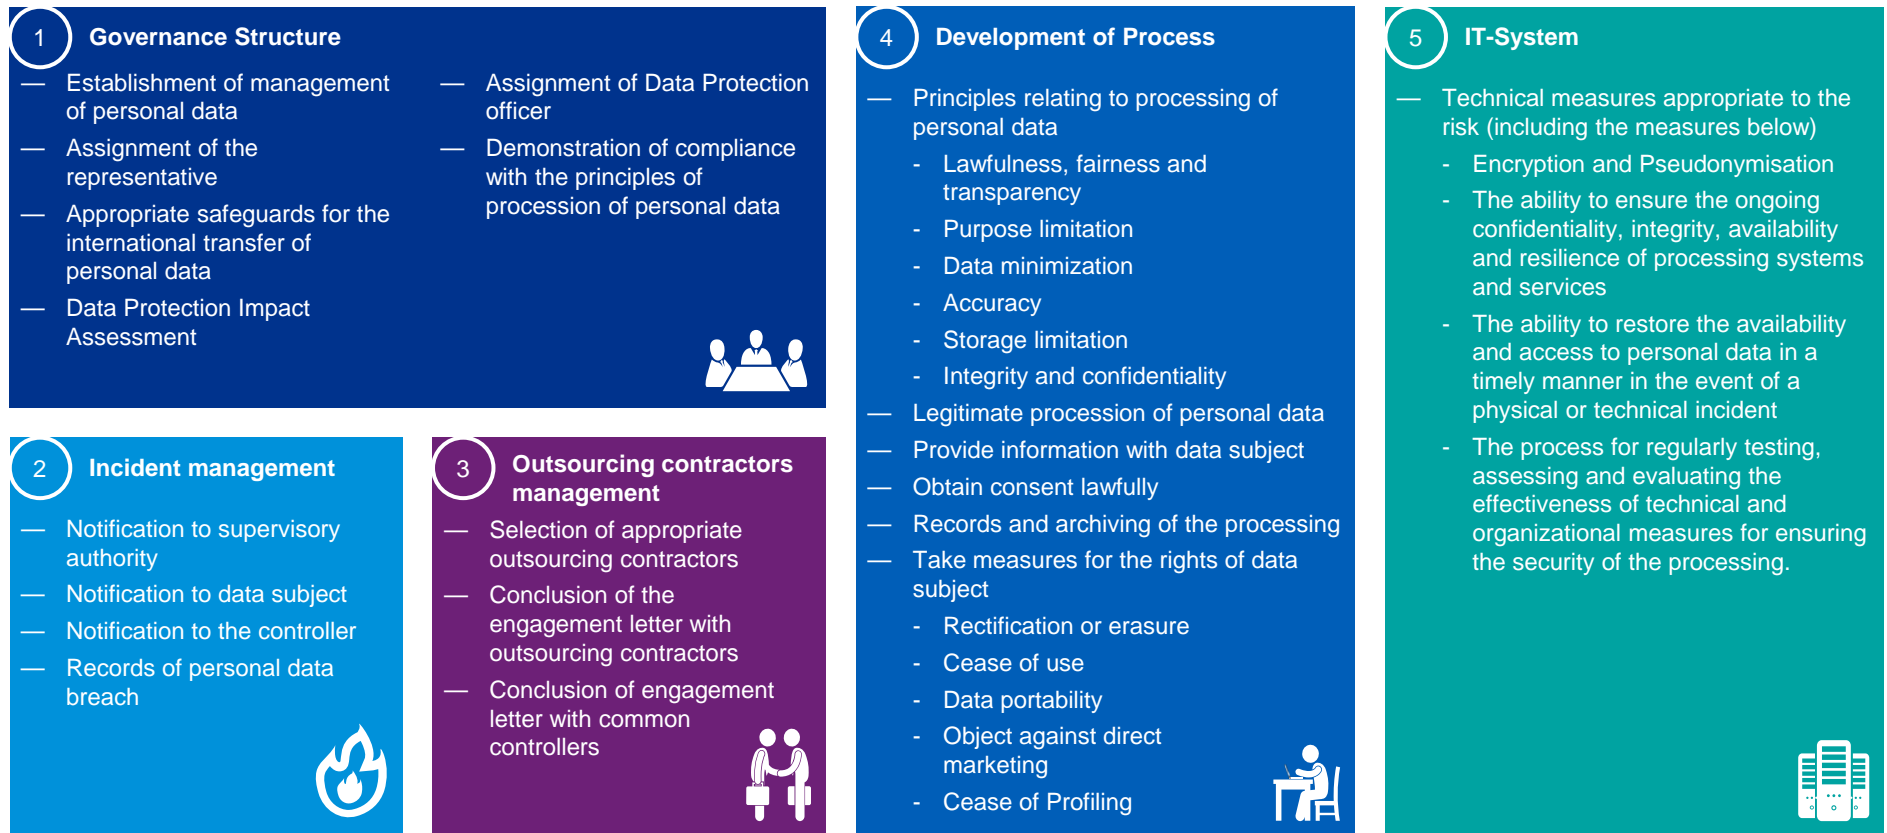 1
Governance Structure
— Establishment of management
of personal data
— Assignment of the
representative
— Appropriate safeguards for the
international transfer of
personal data
— Data Protection Impact
Assessment
— Assignment of Data Protection
officer
— Demonstration of compliance
with the principles of
procession of personal data
2
Incident management
— Notification to supervisory
authority
— Notification to data subject
— Notification to the controller
— Records of personal data
breach
3
Outsourcing contractors
management
— Selection of appropriate
outsourcing contractors
— Conclusion of the
engagement letter with
outsourcing contractors
— Conclusion of engagement
letter with common
controllers
4
Development of Process
— Principles relating to processing of
personal data
- Lawfulness, fairness and
transparency
- Purpose limitation
- Data minimization
- Accuracy
- Storage limitation
- Integrity and confidentiality
— Legitimate procession of personal data
— Provide information with data subject
— Obtain consent lawfully
— Records and archiving of the processing
— Take measures for the rights of data
subject
- Rectification or erasure
- Cease of use
- Data portability
- Object against direct
marketing
- Cease of Profiling
5
IT-System
— Technical measures appropriate to the
risk (including the measures below)
- Encryption and Pseudonymisation
- The ability to ensure the ongoing
confidentiality, integrity, availability
and resilience of processing systems
and services
- The ability to restore the availability
and access to personal data in a
timely manner in the event of a
physical or technical incident
- The process for regularly testing,
assessing and evaluating the
effectiveness of technical and
organizational measures for ensuring
the security of the processing.